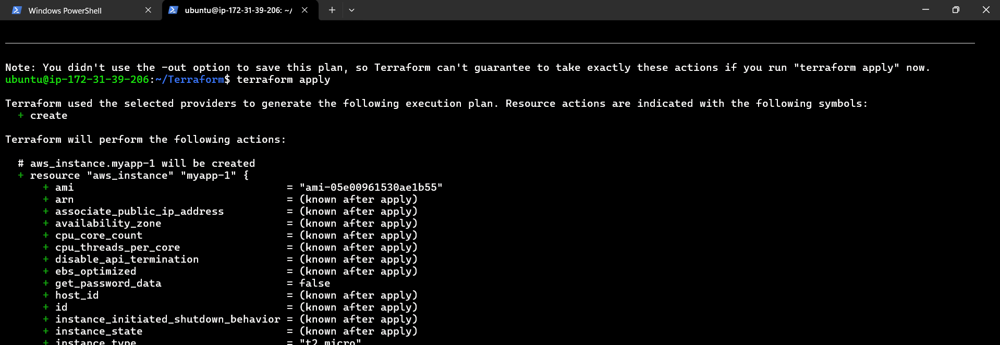 Windows PowerShell
ubuntu@ip-172-31-39-206: ~/
Note: You didn't use the -out option to save this plan, so Terraform can't guarantee to take exactly these actions if you run "terraform apply" now.
ubuntu@ip-172-31-39-206:~/Terraform$ terraform apply
Terraform used the selected providers to generate the following execution plan. Resource actions are indicated with the following symbols:
+ create
Terraform will perform the following actions:
# aws_instance.myapp-1 will be created
+ resource "aws_instance" "myapp-1" {
+ ami = "ami-05e00961530ae1b55"
+ arn = (known after apply)
+ associate_public_ip_address = (known after apply)
+ availability_zone = (known after apply)
+ cpu_core_count = (known after apply)
+ cpu_threads_per_core = (known after apply)
+ disable_api_termination = (known after apply)
+ ebs_optimized = (known after apply)
+ get_password_data = false
+ host_id = (known after apply)
+ id = (known after apply)
+ instance_initiated_shutdown_behavior = (known after apply)
+ instance_state = (known after apply)
+ instance_type = "t2.micro"